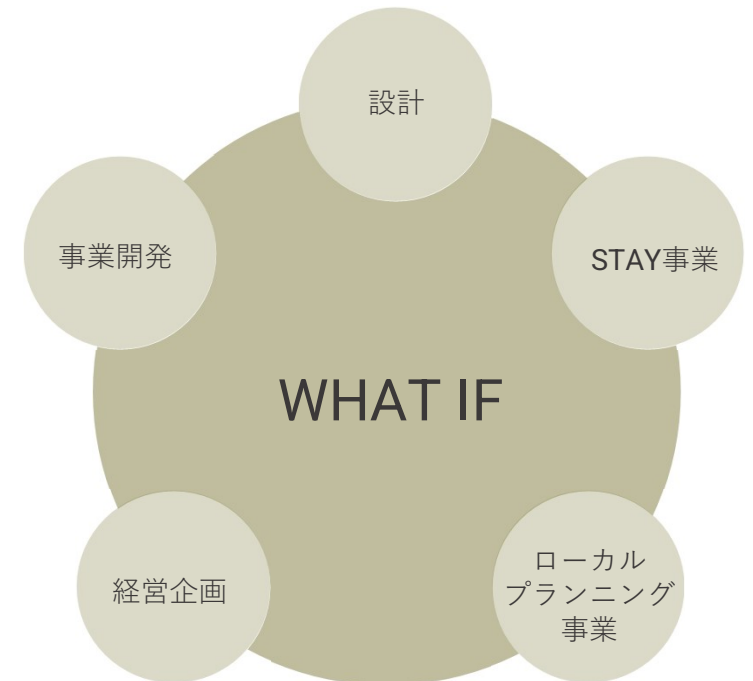 設計
事業開発
STAY事業
WHAT IF
経営企画
ローカル
プランニング
事業